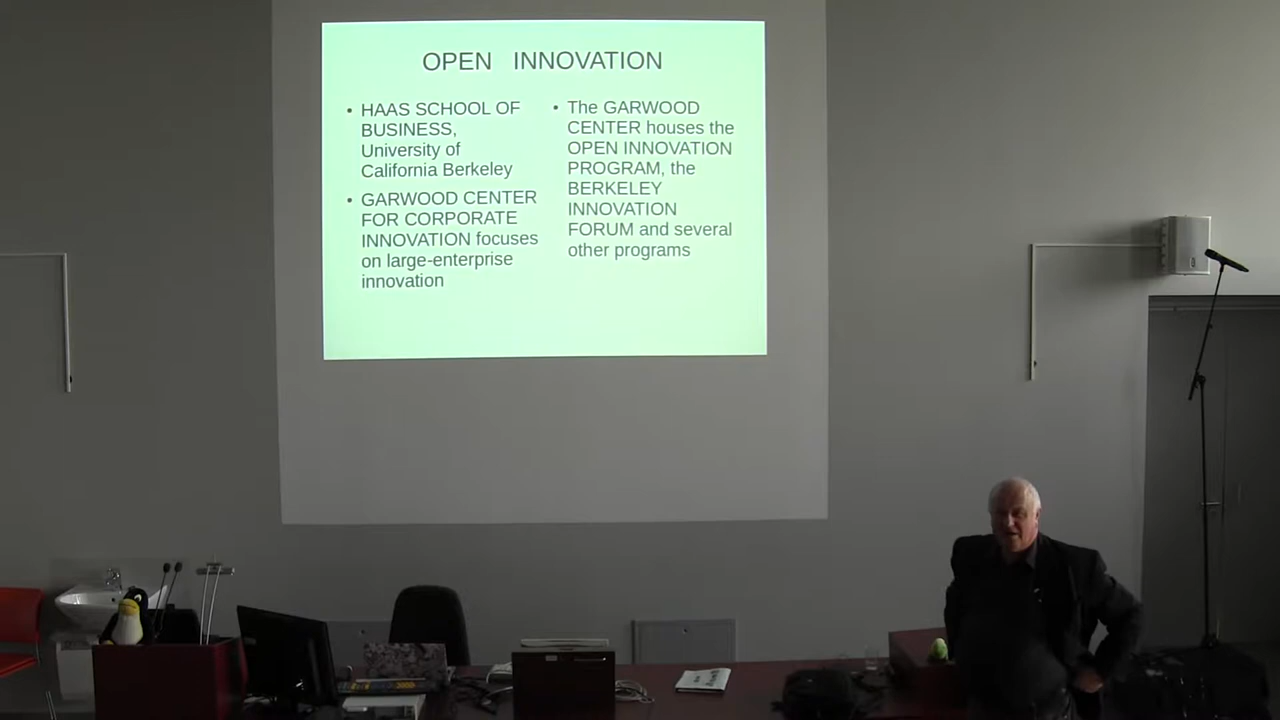 OPEN INNOVATION
• HAAS SCHOOL OF
BUSINESS,
University of
California Berkeley
• GARWOOD CENTER
FOR CORPORATE
INNOVATION focuses
on large-enterprise
innovation
• The GARWOOD
CENTER houses the
OPEN INNOVATION
PROGRAM, the
BERKELEY
INNOVATION
FORUM and several
other programs